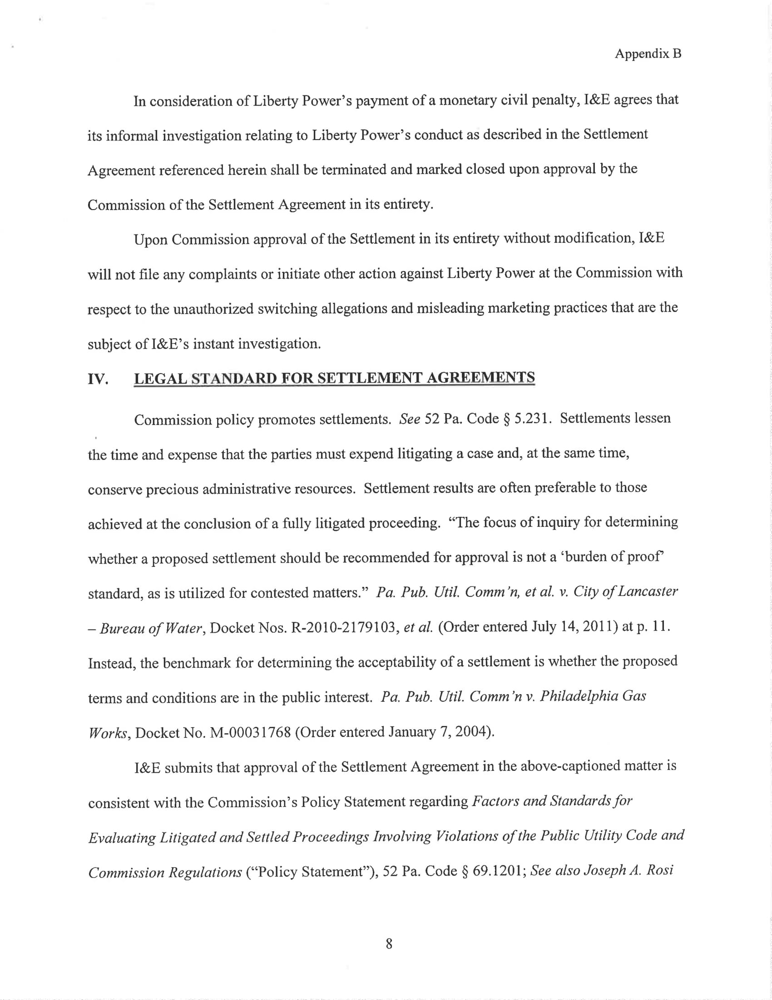 Appendix B
In consideration of Liberty Power’s payment of a monetary civil penalty, I&E agrees that
its informal investigation relating to Liberty Power’s conduct as described in the Settlement
Agreement referenced herein shall be terminated and marked closed upon approval by the
Commission of the Settlement Agreement in its entirety.
Upon Commission approval of the Settlement in its entirety without modification, I&E
will not file any complaints or initiate other action against Liberty Power at the Commission with
respect to the unauthorized switching allegations and misleading marketing practices that are the
subject of I&E’s instant investigation.
IV. LEGAL STANDARD FOR SETTLEMENT AGREEMENTS
Commission policy promotes settlements. See 52 Pa. Code § 5.231. Settlements lessen
the time and expense that the parties must expend litigating a case and, at the same time,
conserve precious administrative resources. Settlement results are often preferable to those
achieved at the conclusion of a fully litigated proceeding. “The focus of inquiry for determining
whether a proposed settlement should be recommended for approval is not a ‘burden of proof’
standard, as is utilized for contested matters.” Pa. Pub. Util. Comm’n, et al. v. City of Lancaster
– Bureau of Water, Docket Nos. R-2010-2179103, et al. (Order entered July 14, 2011) at p. 11.
Instead, the benchmark for determining the acceptability of a settlement is whether the proposed
terms and conditions are in the public interest. Pa. Pub. Util. Comm’n v. Philadelphia Gas
Works, Docket No. M-00031768 (Order entered January 7, 2004).
I&E submits that approval of the Settlement Agreement in the above-captioned matter is
consistent with the Commission’s Policy Statement regarding Factors and Standards for
Evaluating Litigated and Settled Proceedings Involving Violations of the Public Utility Code and
Commission Regulations (“Policy Statement”), 52 Pa. Code § 69.1201; See also Joseph A. Rosi
8